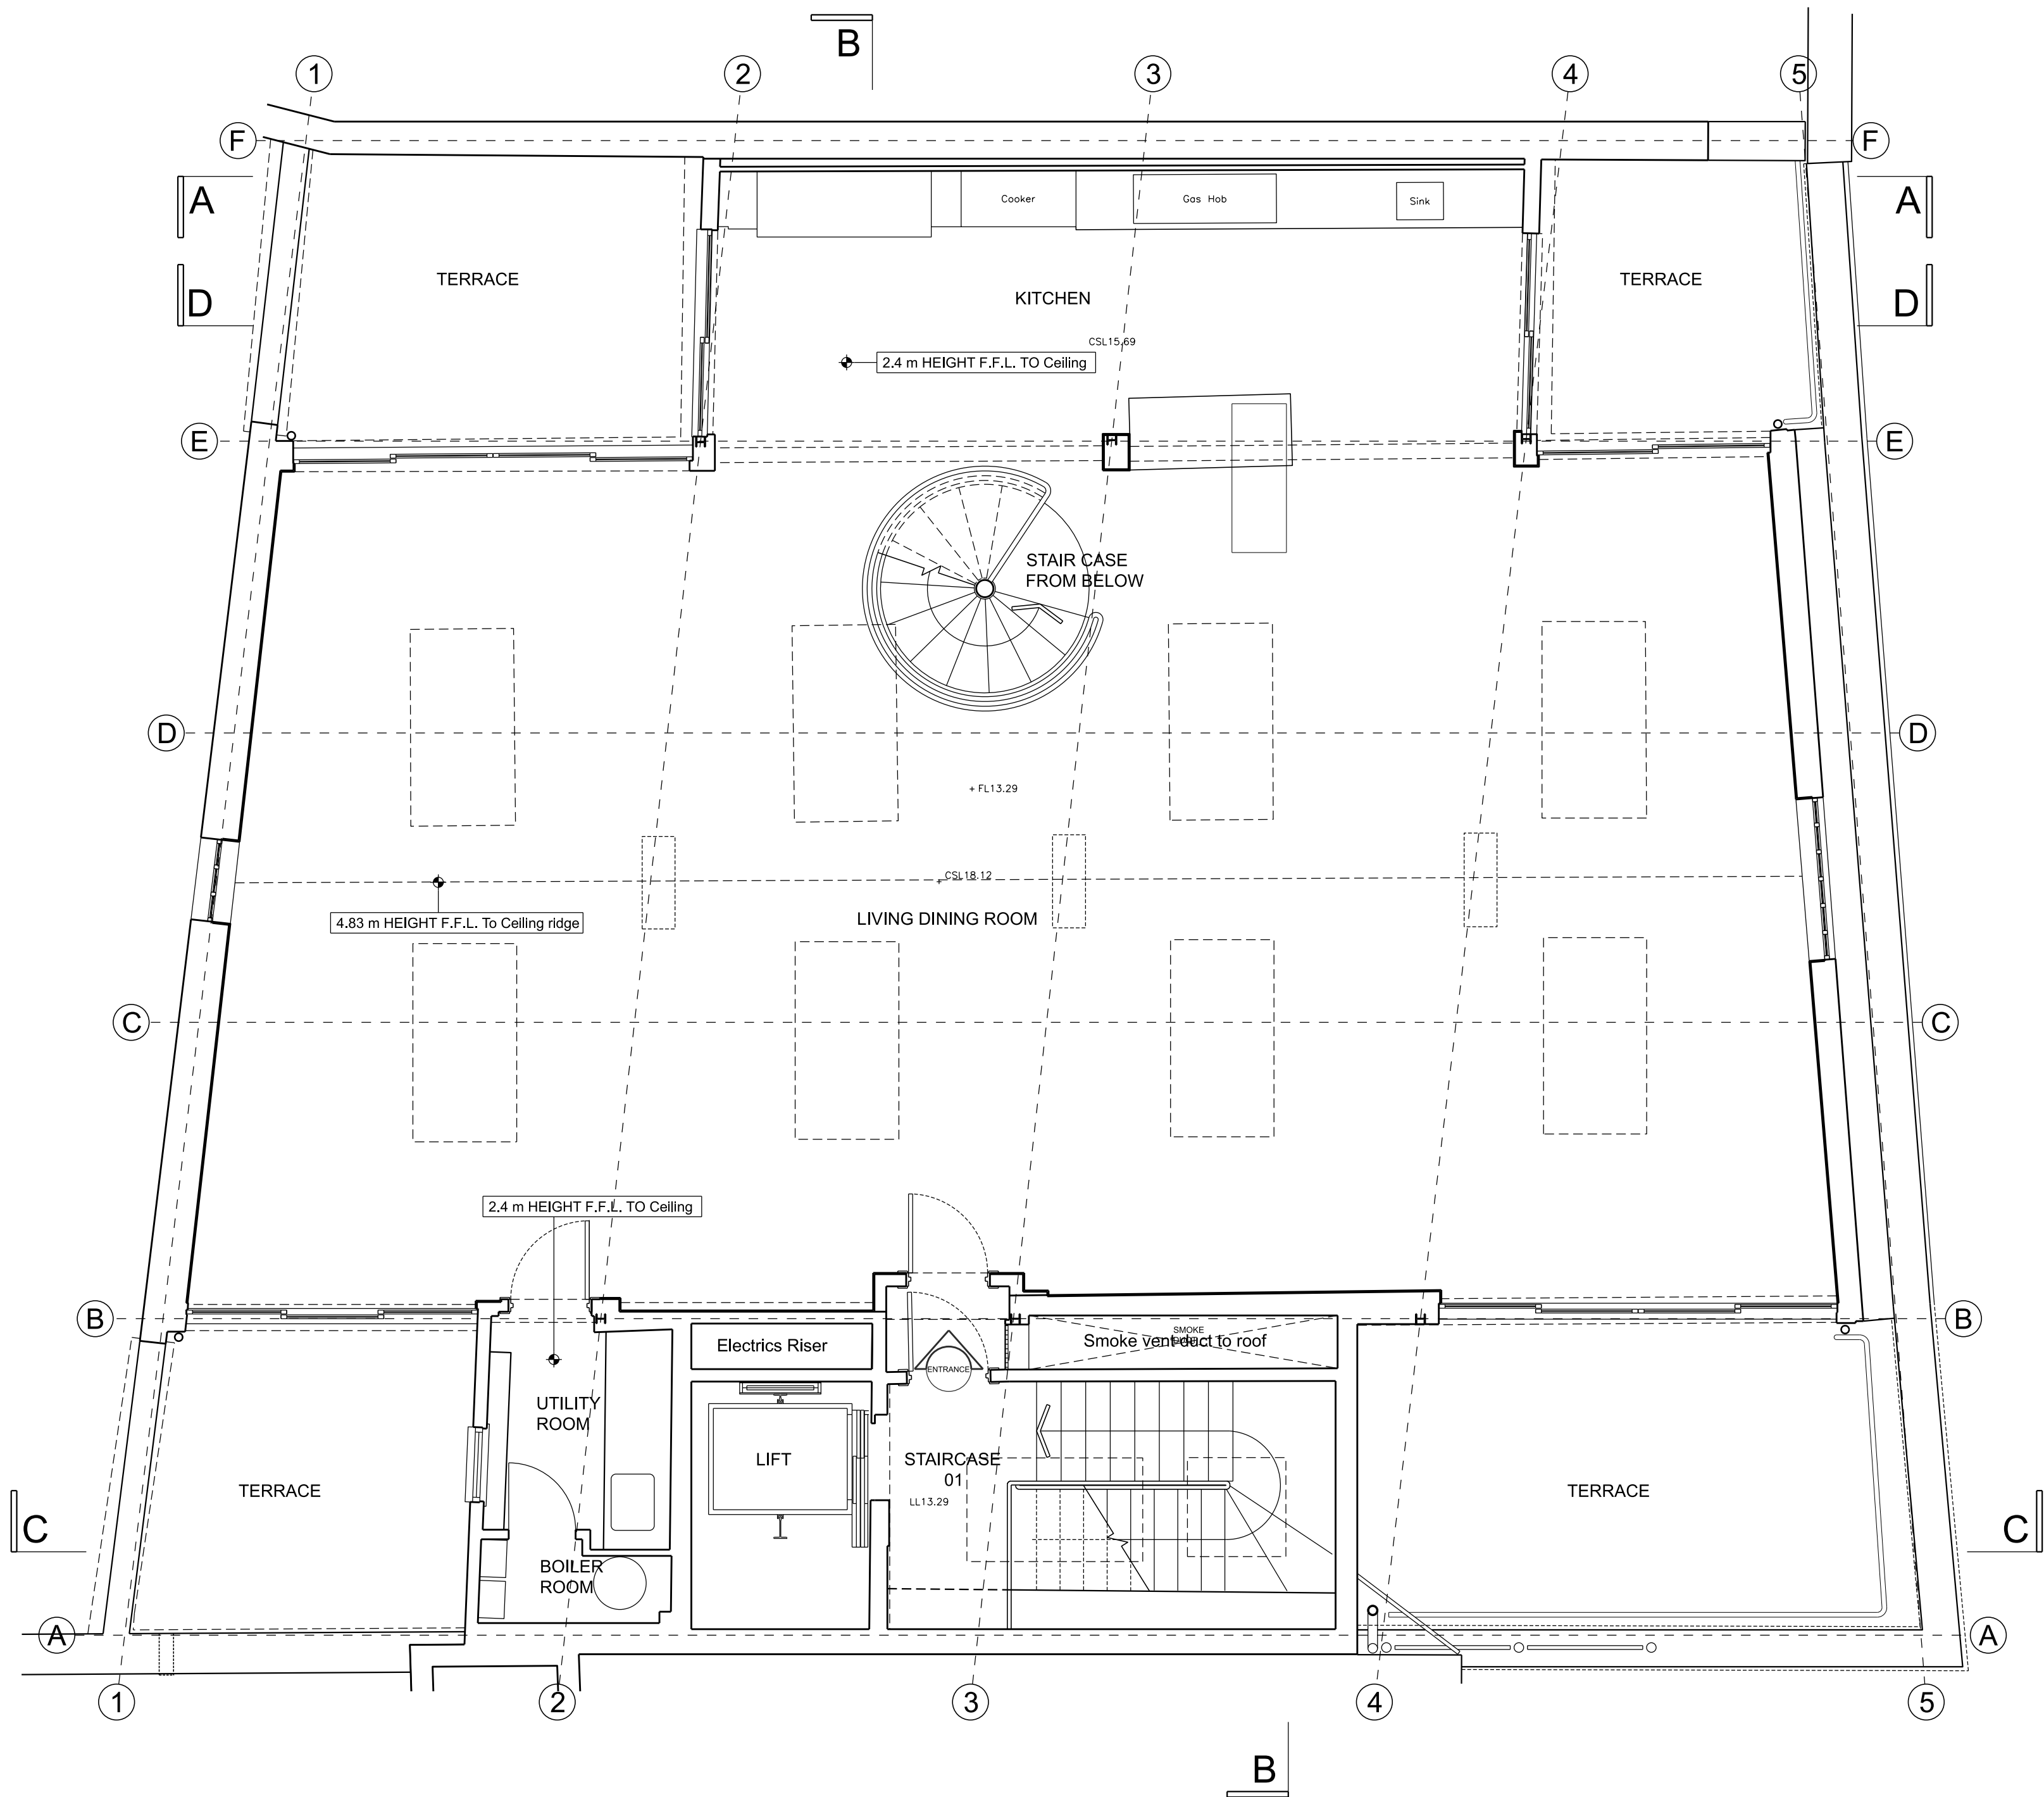 B
1
2
3
4
5
F
F
A
A
Cooker
Gas Hob
Sink
TERRACE
KITCHEN
TERRACE
D
D
CSL15.69
2.4 m HEIGHT F.F.L. TO Ceiling
E
E
STAIR CASE
FROM BELOW
D
D
+ FL13.29
CSL18.12
+
4.83 m HEIGHT F.F.L. To Ceiling ridge
LIVING DINING ROOM
C
C
2.4 m HEIGHT F.F.L. TO Ceiling
B
B
Electrics Riser
SMOKE
Smoke vent duct to roof
ENTRANCE
UTILITY
ROOM
LIFT
STAIRCASE
01
LL13.29
TERRACE
TERRACE
C
C
BOILER
ROOM
A
A
1
2
3
4
5
B